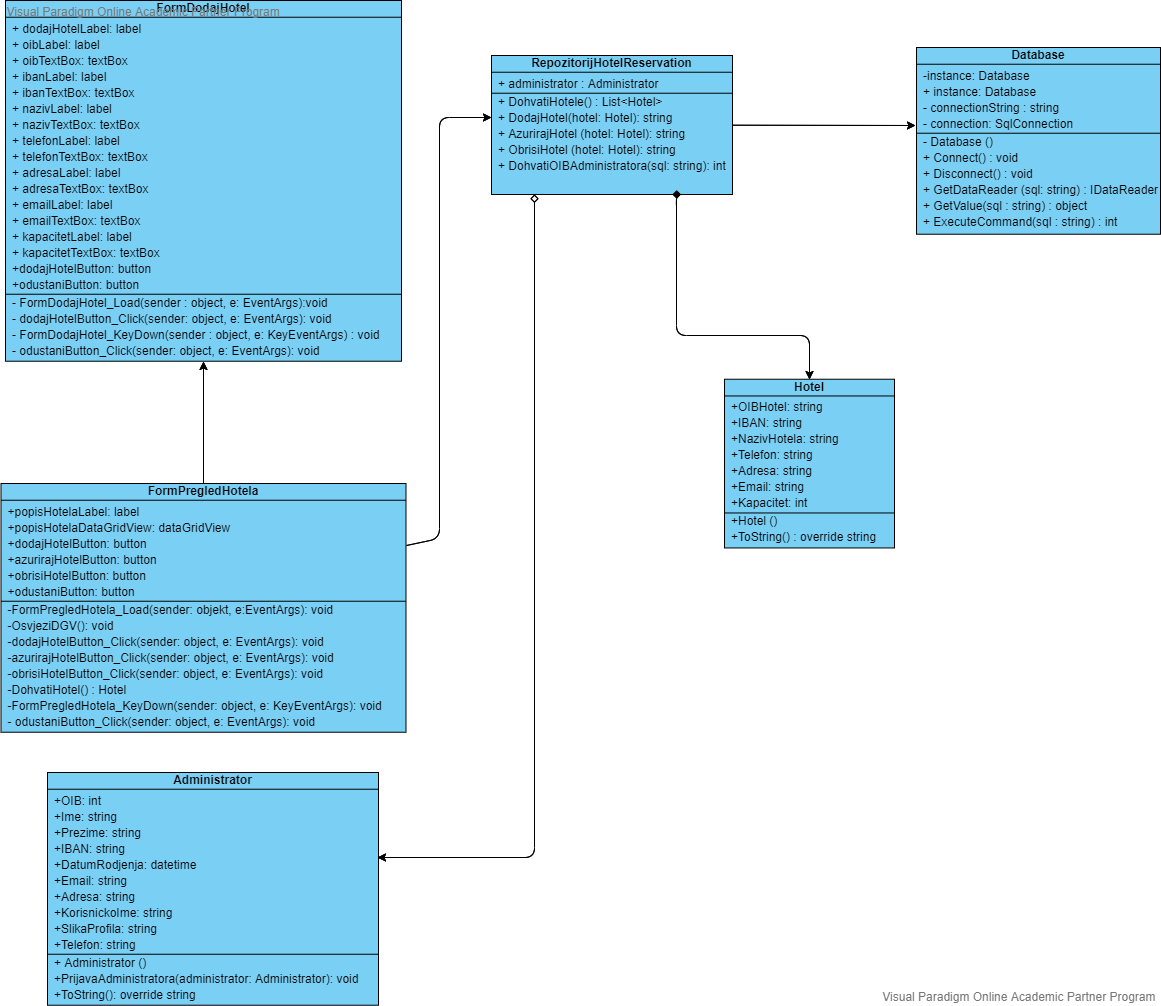 Visual Paradigm Online Academic Partner Program
FormDodajHotel
+ dodajHotelLabel: label
+ oibLabel: label
+ oibTextBox: textBox
+ ibanLabel: label
+ ibanTextBox: textBox
+ nazivLabel: label
+ nazivTextBox: textBox
+ telefonLabel: label
+ telefonTextBox: textBox
+ adresaLabel: label
+ adresaTextBox: textBox
+ emailLabel: label
+ emailTextBox: textBox
+ kapacitetLabel: label
+ kapacitetTextBox: textBox
+dodajHotelButton: button
+odustaniButton: button
- FormDodajHotel_Load(sender : object, e: EventArgs):void
- dodajHotelButton_Click(sender: object, e: EventArgs): void
- FormDodajHotel_KeyDown(sender : object, e: KeyEventArgs) : void
- odustaniButton_Click(sender: object, e: EventArgs): void
RepozitorijHotelReservation
+ administrator : Administrator
+ DohvatiHotele() : List<Hotel>
+ DodajHotel(hotel: Hotel): string
+ AzurirajHotel (hotel: Hotel): string
+ ObrisiHotel (hotel: Hotel): string
+ DohvatiOIBAdministratora(sql: string): int
Database
-instance: Database
+ instance: Database
- connectionString : string
- connection: SqlConnection
- Database ()
+ Connect() : void
+ Disconnect() : void
+ GetDataReader (sql: string) : IDataReader
+ GetValue(sql : string) : object
+ ExecuteCommand(sql : string) : int
Hotel
+OIBHotel: string
+IBAN: string
+NazivHotela: string
+Telefon: string
+Adresa: string
+Email: string
+Kapacitet: int
+Hotel ()
+ToString() : override string
FormPregledHotela
+popisHotelaLabel: label
+popisHotelaDataGridView: dataGridView
+dodajHotelButton: button
+azurirajHotelButton: button
+obrisiHotelButton: button
+odustaniButton: button
-FormPregledHotela_Load(sender: objekt, e:EventArgs): void
-OsvjeziDGV(): void
-dodajHotelButton_Click(sender: object, e: EventArgs): void
-azurirajHotelButton_Click(sender: object, e: EventArgs): void
-obrisiHotelButton_Click(sender: object, e: EventArgs): void
-DohvatiHotel() : Hotel
-FormPregledHotela_KeyDown(sender: object, e: KeyEventArgs): void
- odustaniButton_Click(sender: object, e: EventArgs): void
Administrator
+OIB: int
+Ime: string
+Prezime: string
+IBAN: string
+DatumRodjenja: datetime
+Email: string
+Adresa: string
+KorisnickoIme: string
+SlikaProfila: string
+Telefon: string
+ Administrator ()
+PrijavaAdministratora(administrator: Administrator): void
+ToString(): override string
Visual Paradigm Online Academic Partner Program